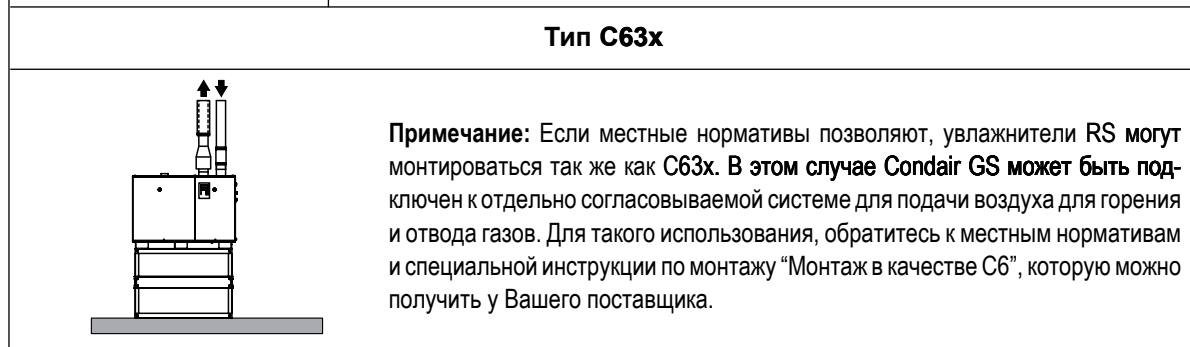 Тип C63x
Примечание: Если местные нормативы позволяют, увлажнители RS могут
монтироваться так же как C63x. В этом случае Condair GS может быть под-
ключен к отдельно согласовываемой системе для подачи воздуха для горения
и отвода газов. Для такого использования, обратитесь к местным нормативам
и специальной инструкции по монтажу “Монтаж в качестве C6”, которую можно
получить у Вашего поставщика.